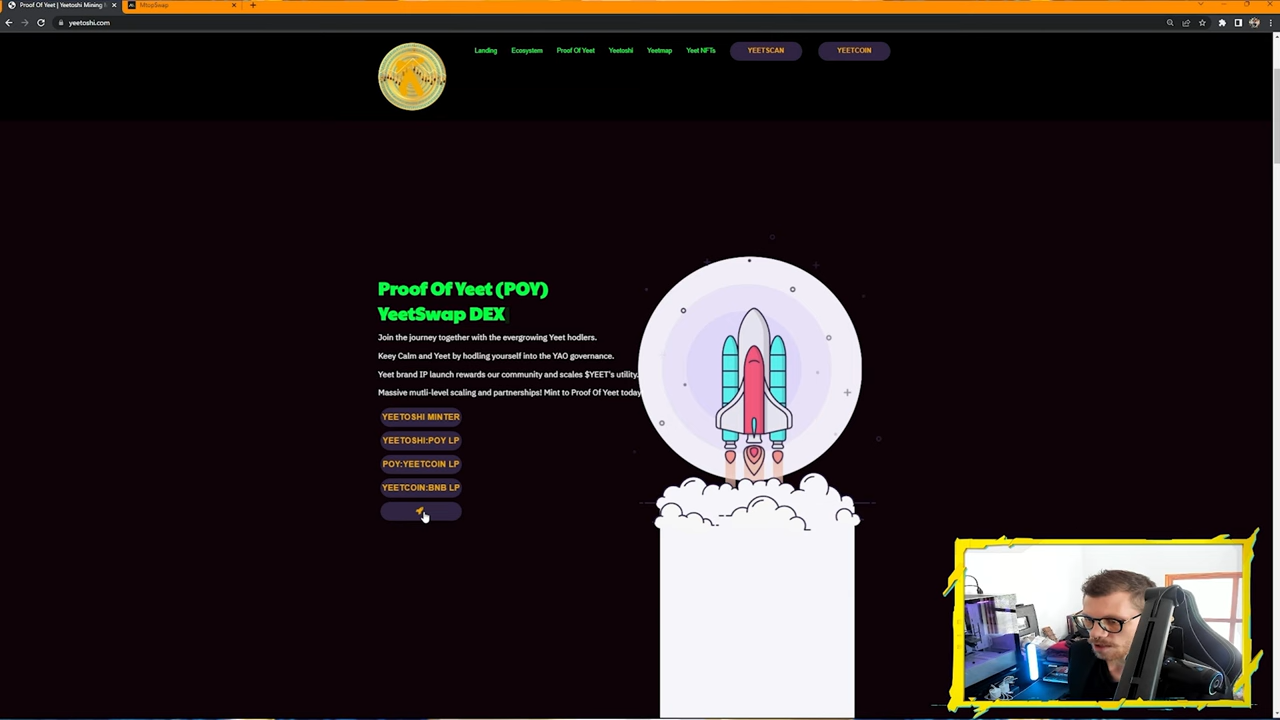 Proof Of Yeet | Yeetoshi Mining
MtopSwap
yeetoshi.com
Landing
Ecosystem
Proof Of Yeet
Yeetoshi
Yeetmap
Yeet NFTs
YEETSCAN
YEETCOIN
Proof Of Yeet (POY)
YeetSwap DEX
Join the journey together with the evergrowing Yeet hodlers.
Keey Calm and Yeet by hodling yourself into the YAO governance.
Yeet brand IP launch rewards our community and scales $YEET's utility.
Massive mutli-level scaling and partnerships! Mint to Proof Of Yeet today
YEETOSHI MINTER
YEETOSHI:POY LP
POY:YEETCOIN LP
YEETCOIN:BNB LP